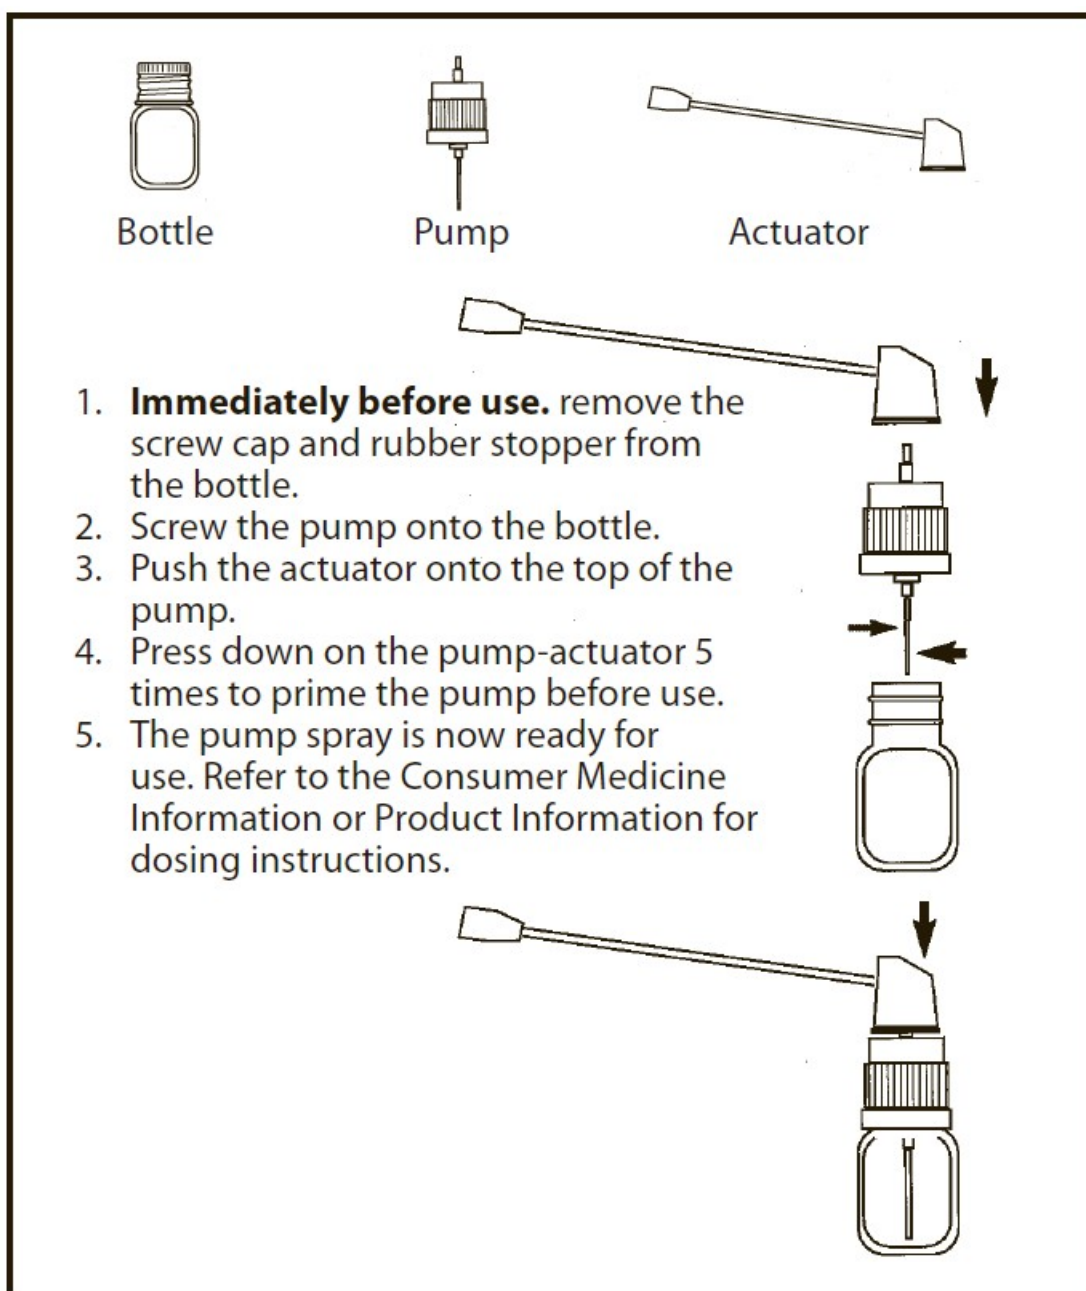 Bottle
Pump
Actuator
1. Immediately before use. remove the
screw cap and rubber stopper from
the bottle.
2. Screw the pump onto the bottle.
3. Push the actuator onto the top of the
pump.
4. Press down on the pump-actuator 5
times to prime the pump before use.
5. The pump spray is now ready for
use. Refer to the Consumer Medicine
Information or Product Information for
dosing instructions.